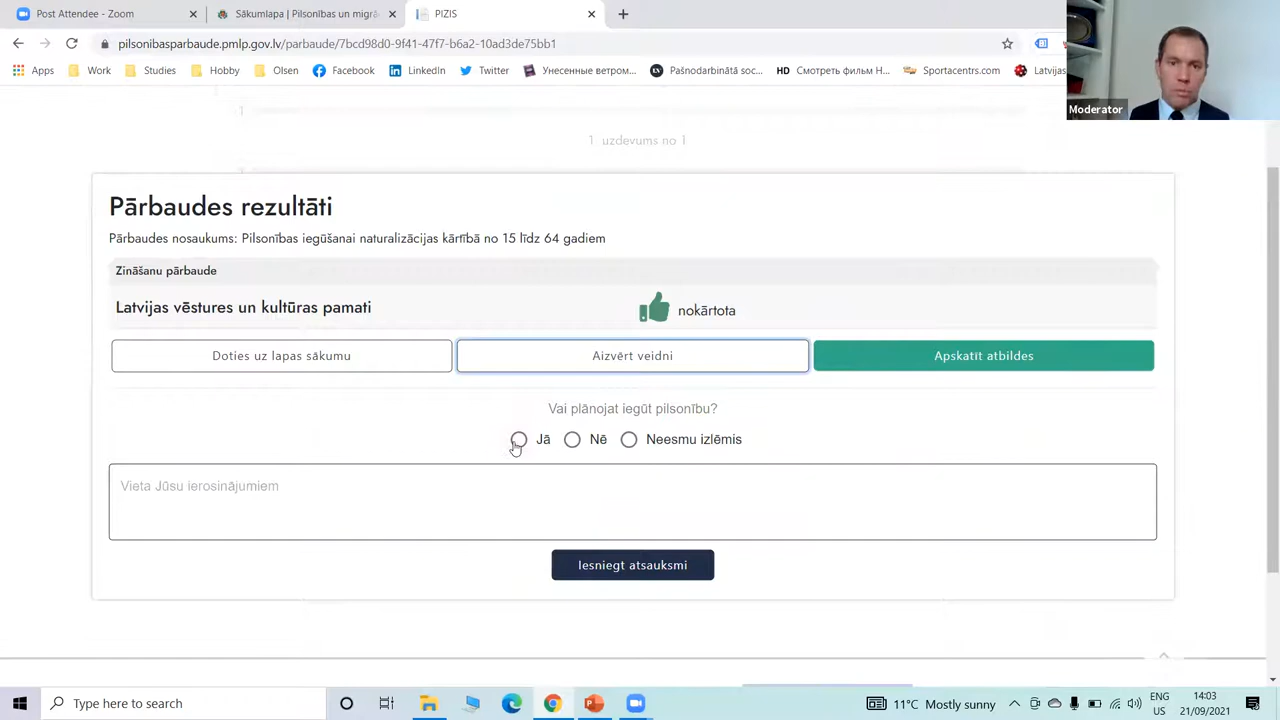 Post Attendee - Zoom
Sākumlapa | Pilsonības un migrā
PIZIS
pilsonibasparbaude.pmlp.gov.lv/parbaude/7bcd9ed0-9f41-47f7-b6a2-10ad3de75bb1
Apps Work Studies Hobby Olsen Facebook LinkedIn Twitter Унесенные ветром... Pašnodarbinātā soc... HD Смотреть фильм H... Sportacentrs.com Latvijas
Moderator
1
1. uzdevums no 1
Pārbaudes rezultāti
Pārbaudes nosaukums: Pilsonības iegūšanai naturalizācijas kārtībā no 15 līdz 64 gadiem
Zināšanu pārbaude
Latvijas vēstures un kultūras pamati
nokārtota
Doties uz lapas sākumu
Aizvērt veidni
Apskatīt atbildes
Vai plānojat iegūt pilsonību?
Jā Nē Neesmu izlēmis
Vieta Jūsu ierosinājumiem
Iesniegt atsauksmi
Type here to search
11°C Mostly sunny
ENG
US
14:03
21/09/2021